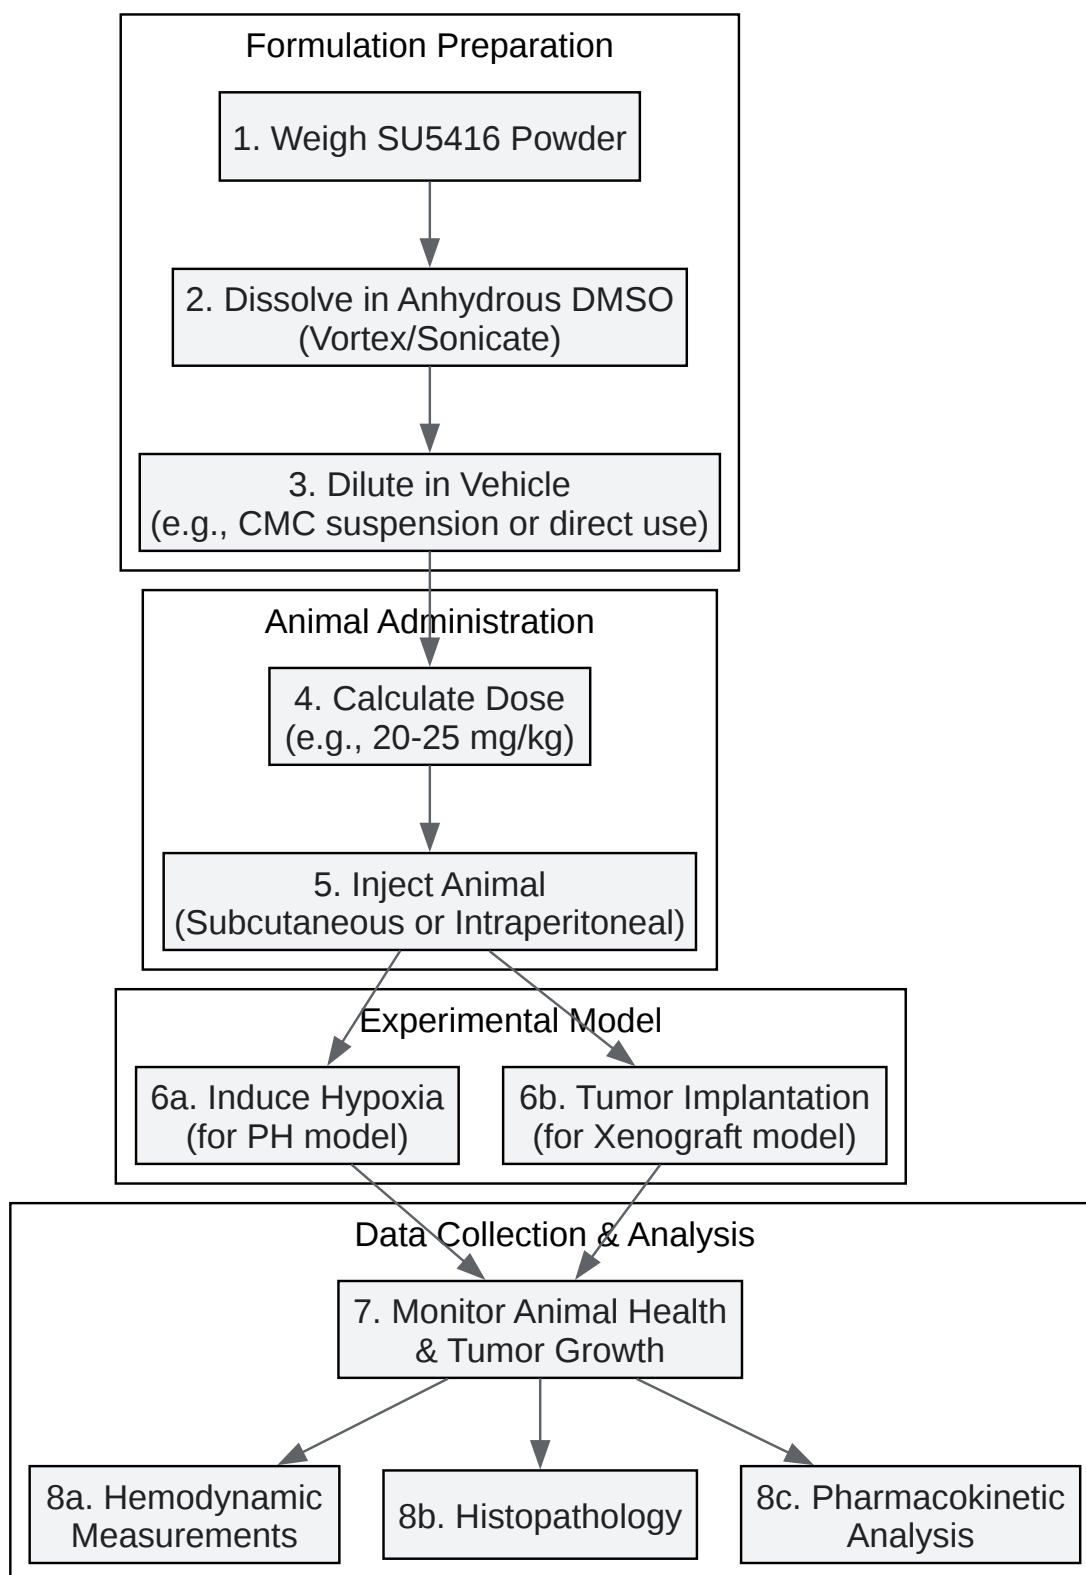 Formulation Preparation
1. Weigh SU5416 Powder
2. Dissolve in Anhydrous DMSO
(Vortex/Sonicate)
3. Dilute in Vehicle
(e.g., CMC suspension or direct use)
Animal Administration
4. Calculate Dose
(e.g., 20-25 mg/kg)
5. Inject Animal
(Subcutaneous or Intraperitoneal)
Experimental Model
6a. Induce Hypoxia
(for PH model)
6b. Tumor Implantation
(for Xenograft model)
Data Collection & Analysis
7. Monitor Animal Health
& Tumor Growth
8a. Hemodynamic
Measurements
8b. Histopathology
8c. Pharmacokinetic
Analysis